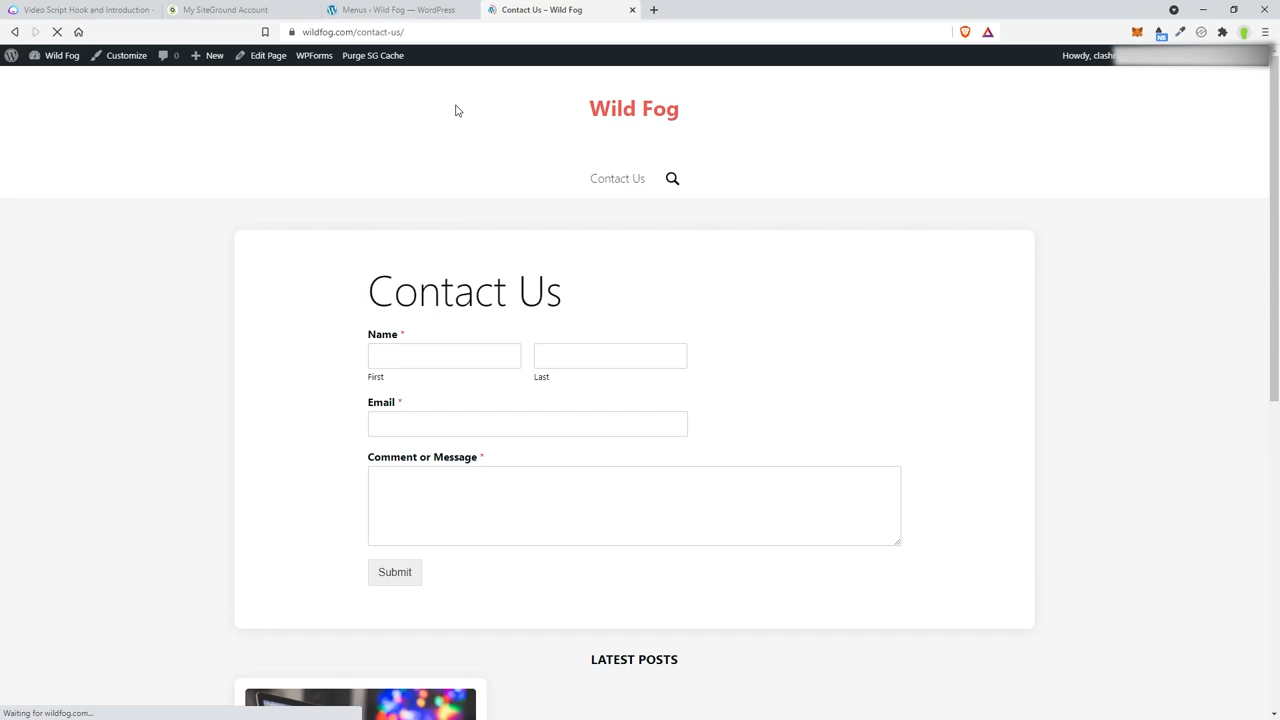 Video Script Hook and Introduction -
My SiteGround Account
Menus ‹ Wild Fog — WordPress
Contact Us – Wild Fog
wildfog.com/contact-us/
NB
Wild Fog
Customize
0
New
Edit Page
WPForms
Purge SG Cache
Howdy,
Wild Fog
Contact Us
Contact Us
Name *
First
Last
Email *
Comment or Message *
Submit
LATEST POSTS
Waiting for wildfog.com...